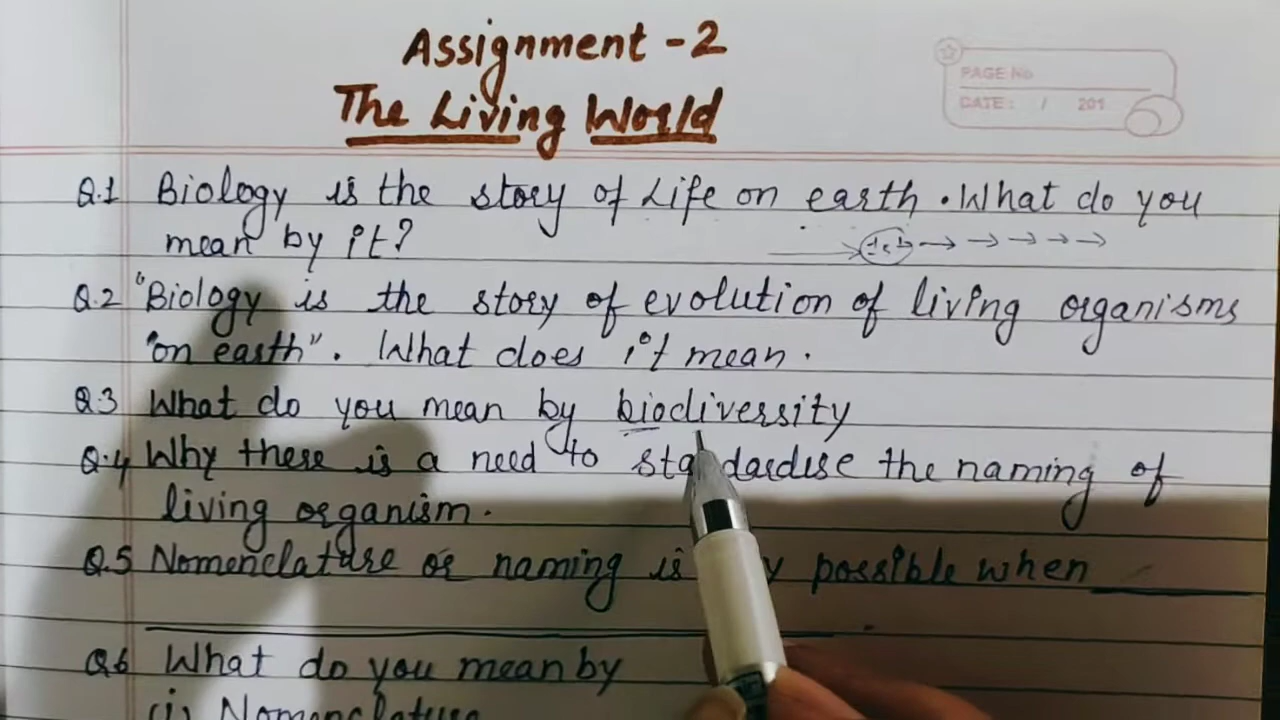 Assignment -2
The Living World
PAGE No
DATE: / 201
Q.1 Biology is the story of Life on earth. What do you
mean by it?
Q.2 "Biology is the story of evolution of living organisms
"on earth". What does it mean.
Q.3 What do you mean by biodiversity
Q.4 Why there is a need to standardise the naming of
living organism.
Q.5 Nomenclature or naming is possible when
Q6 What do you mean by
(i) Nomenclature